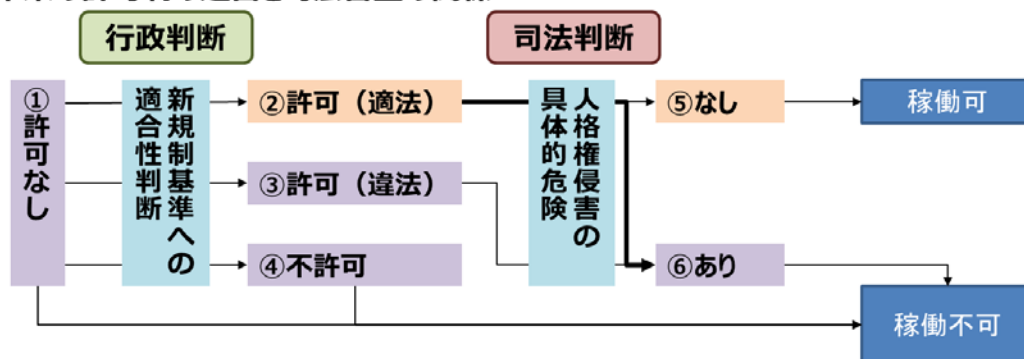 行政判断
司法判断
①許可なし
新規制基準への
適合性判断
②許可（適法）
③許可（違法）
④不許可
人格権侵害の
具体的危険
⑤なし
⑥あり
稼働可
稼働不可